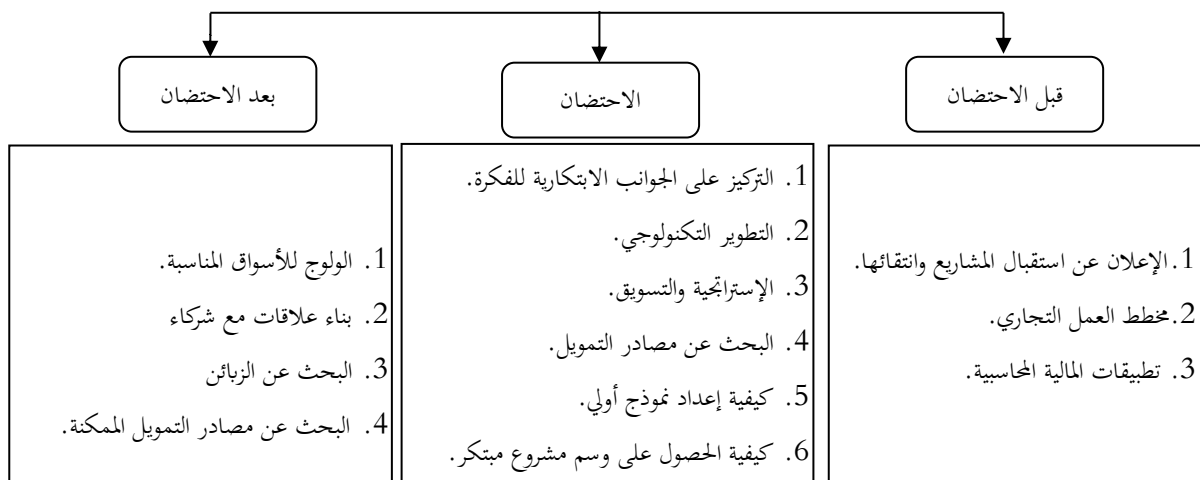 قبل الاحتضان
1.الإعلان عن استقبال المشاريع وانتقائها.
2.مخطط العمل التجاري.
3. تطبيقات المالية المحاسبية.
الاحتضان
1. التركيز على الجوانب الابتكارية للفكرة.
2. التطوير التكنولوجي.
3. الإستراتجية والتسويق.
4. البحث عن مصادر التمويل.
5. كيفية إعداد نموذج أولي.
6. كيفية الحصول على وسم مشروع مبتكر.
بعد الاحتضان
1. الولوج للأسواق المناسبة.
2. بناء علاقات مع شركاء
3. البحث عن الزبائن
4. البحث عن مصادر التمويل الممكنة.